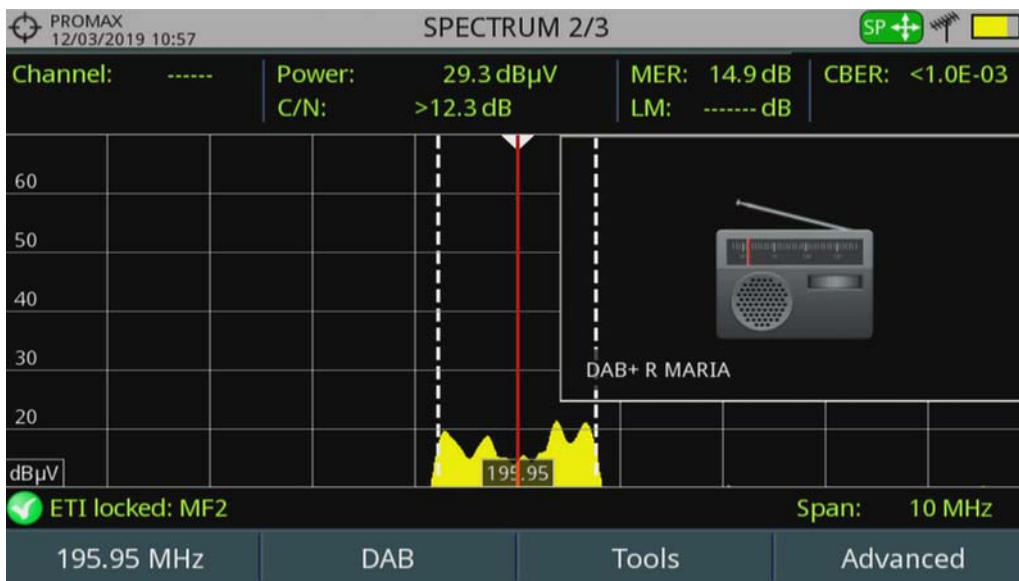 PROMAX
12/03/2019 10:57
SPECTRUM 2/3
SP
Channel: ------
Power: 29.3 dBµV
MER: 14.9 dB
CBER: <1.0E-03
C/N: >12.3 dB
LM: ------- dB
60
50
40
30
DAB+ R MARIA
20
dBµV
195.95
ETI locked: MF2
Span: 10 MHz
195.95 MHz
DAB
Tools
Advanced